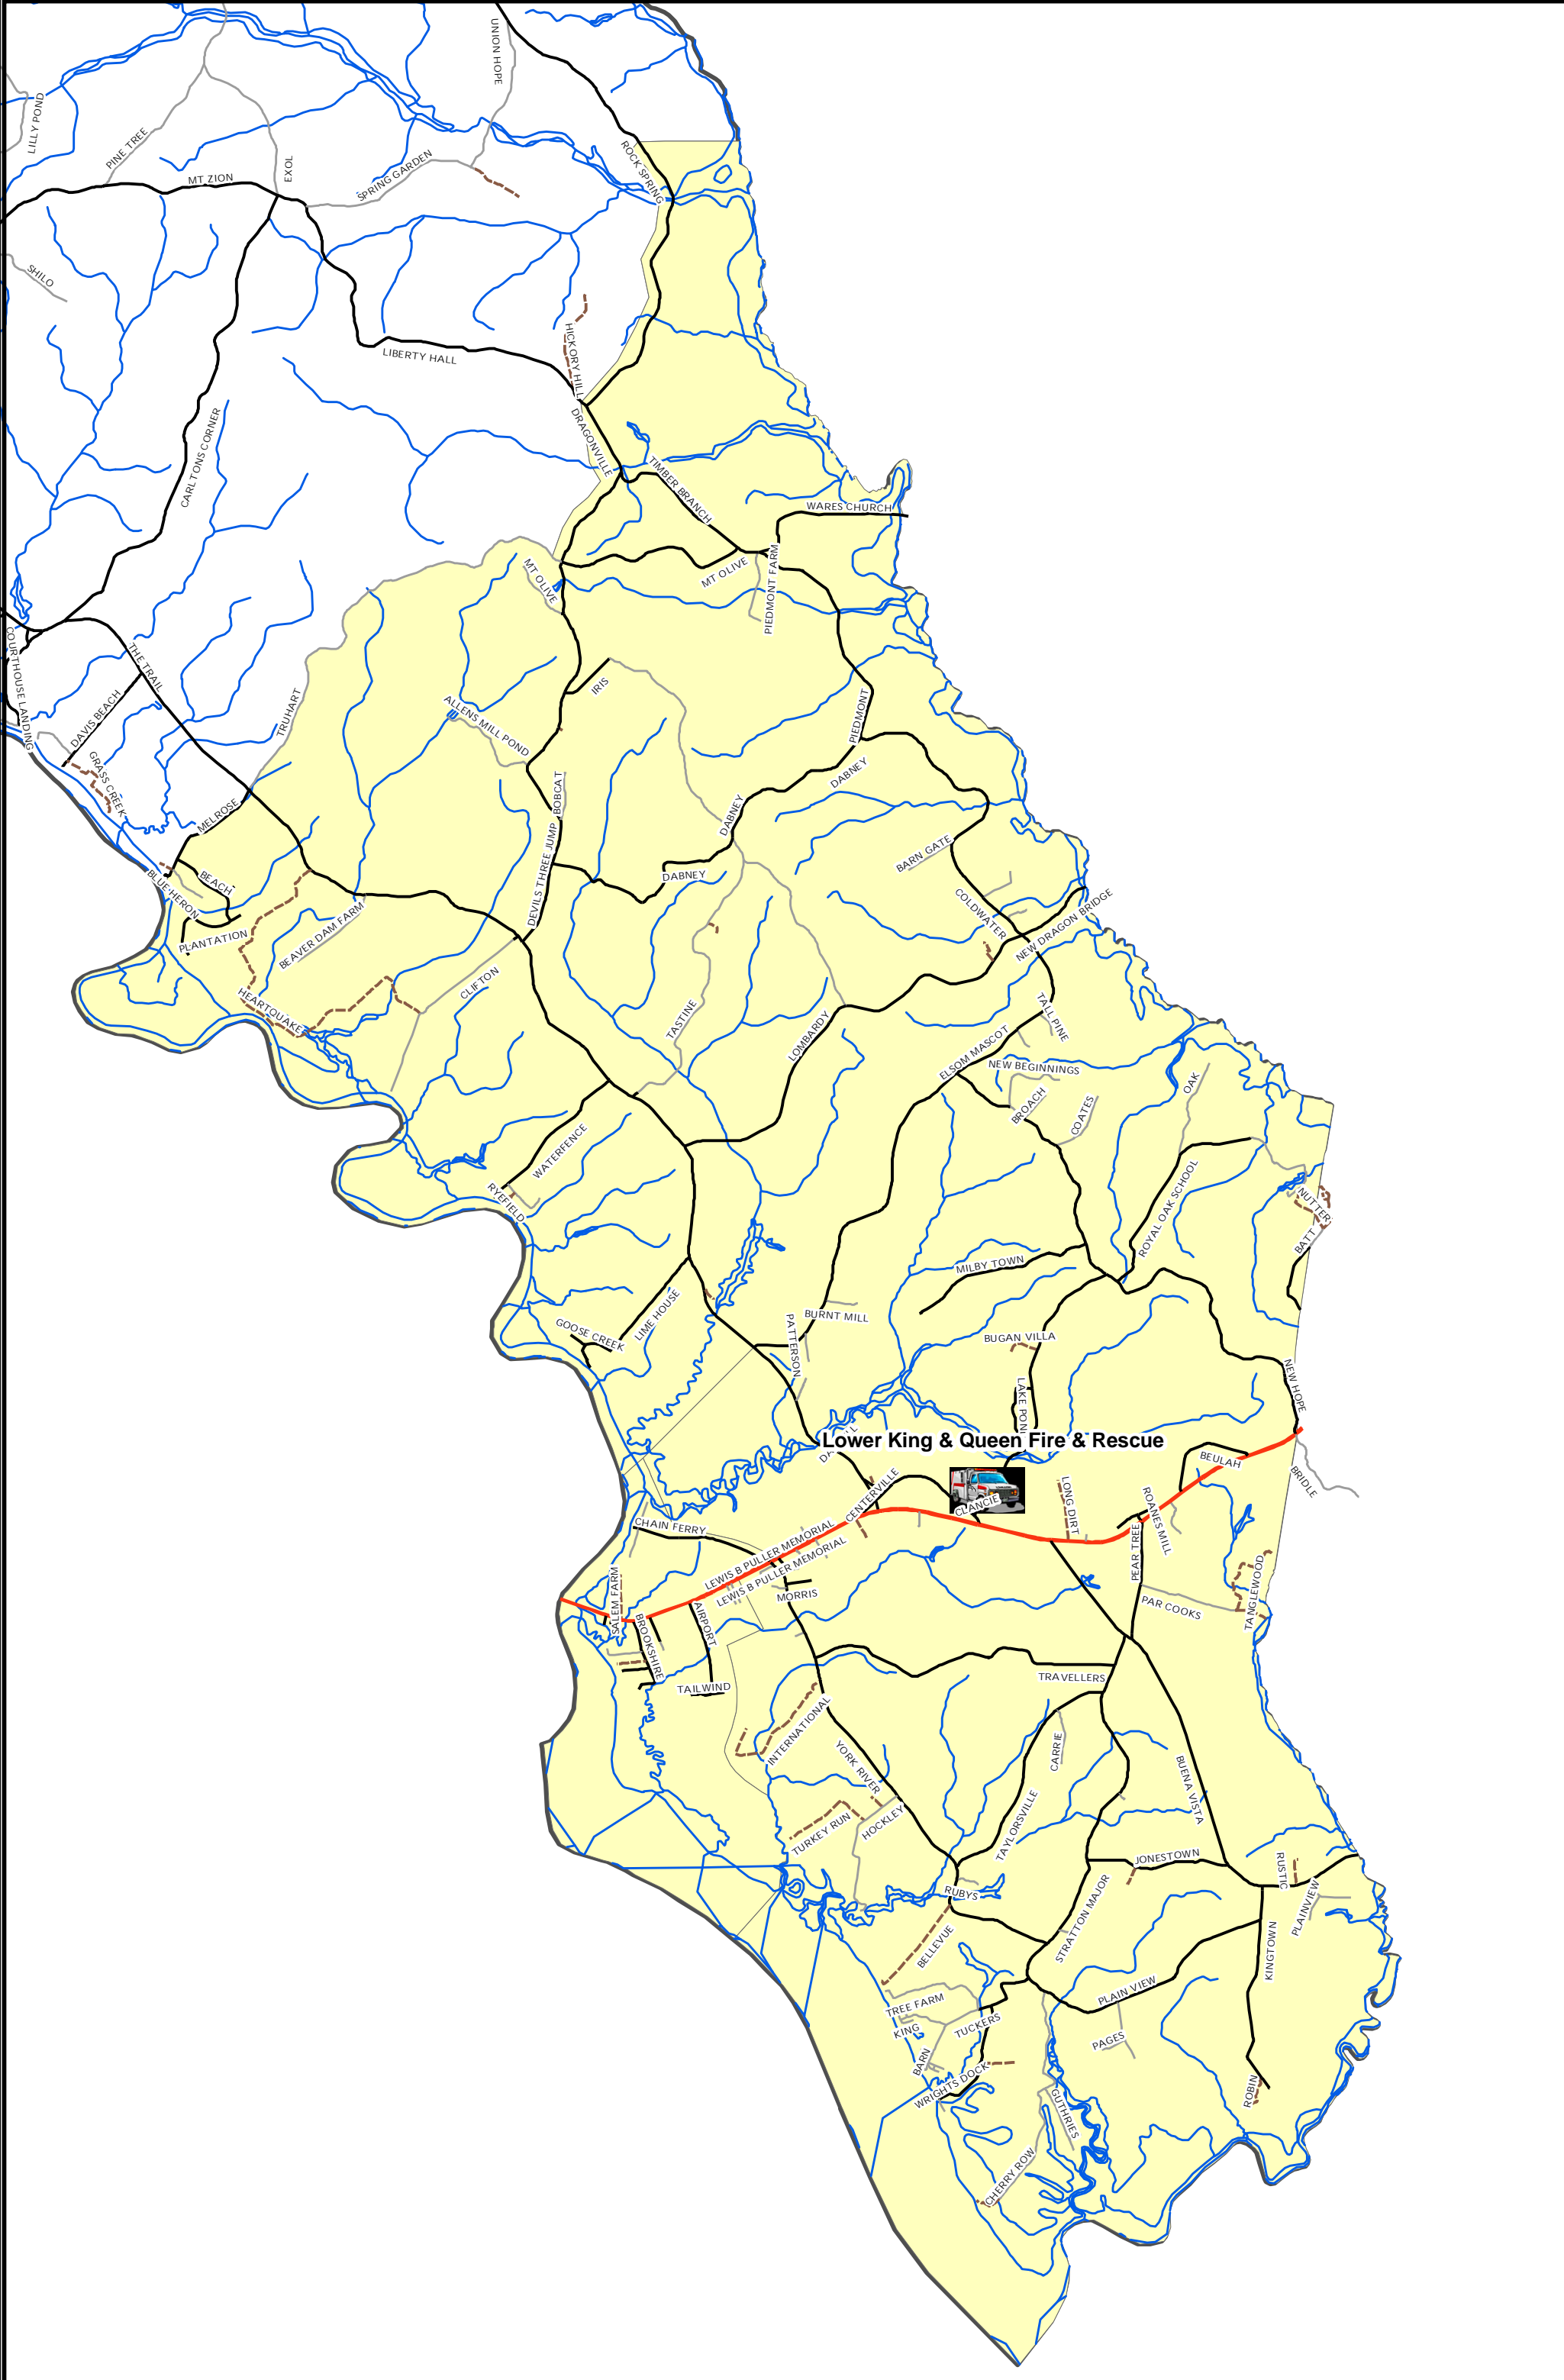 UNION HOPE
LILLY POND
PINE TREE
EXOL
ROCK SPRING
SPRING GARDEN
MT ZION
SHILO
HICKORY HILL
LIBERTY HALL
DRAGONVILLE
CARLTONS CORNER
TIMBER BRANCH
WARES CHURCH
MT OLIVE
MT OLIVE
PIEDMONT FARM
COURTHOUSE LANDING
THE TRAIL
DAVIS BEACH
TRUHART
IRIS
ALLENS MILL POND
PIEDMONT
GRASS CREEK
BOBCAT
DABNEY
DABNEY
MELROSE
DEVILS THREE JUMP
BARN GATE
DABNEY
BLUE HERON
BEACH
COLDWATER
NEW DRAGON BRIDGE
BEAVER DAM FARM
PLANTATION
CLIFTON
HEARTQUAKE
TASTINE
LOMBARDY
TALL PINE
ELSOM MASCOT
NEW BEGINNINGS
OAK
BROACH
COATES
WATERFENCE
RYEFIELD
ROYAL OAK SCHOOL
NUTTER
BATT
MILBY TOWN
LIME HOUSE
GOOSE CREEK
PATTERSON
BURNT MILL
BUGAN VILLA
NEW HOPE
LAKE POND
Lower King & Queen Fire & Rescue
BEULAH
BRIDLE
CENTERVILLE
CLANCIE
LONG DIRT
ROANES MILL
CHAIN FERRY
LEWIS B PULLER MEMORIAL
LEWIS B PULLER MEMORIAL
PEAR TREE
SALEM FARM
MORRIS
PAR COOKS
TANGLEWOOD
BROOKSHIRE
AIRPORT
TAILWIND
TRAVELLERS
INTERNATIONAL
YORK RIVER
CARRIE
BUENA VISTA
TAYLORSVILLE
TURKEY RUN
HOCKLEY
JONESTOWN
RUSTIC
RUBYS
PLAINVIEW
STRATTON MAJOR
BELLEVUE
KINGTOWN
PLAIN VIEW
TREE FARM
KING
TUCKERS
PAGES
BARN
WRIGHTS DOCK
GUTHRIES
ROBIN
CHERRY ROW